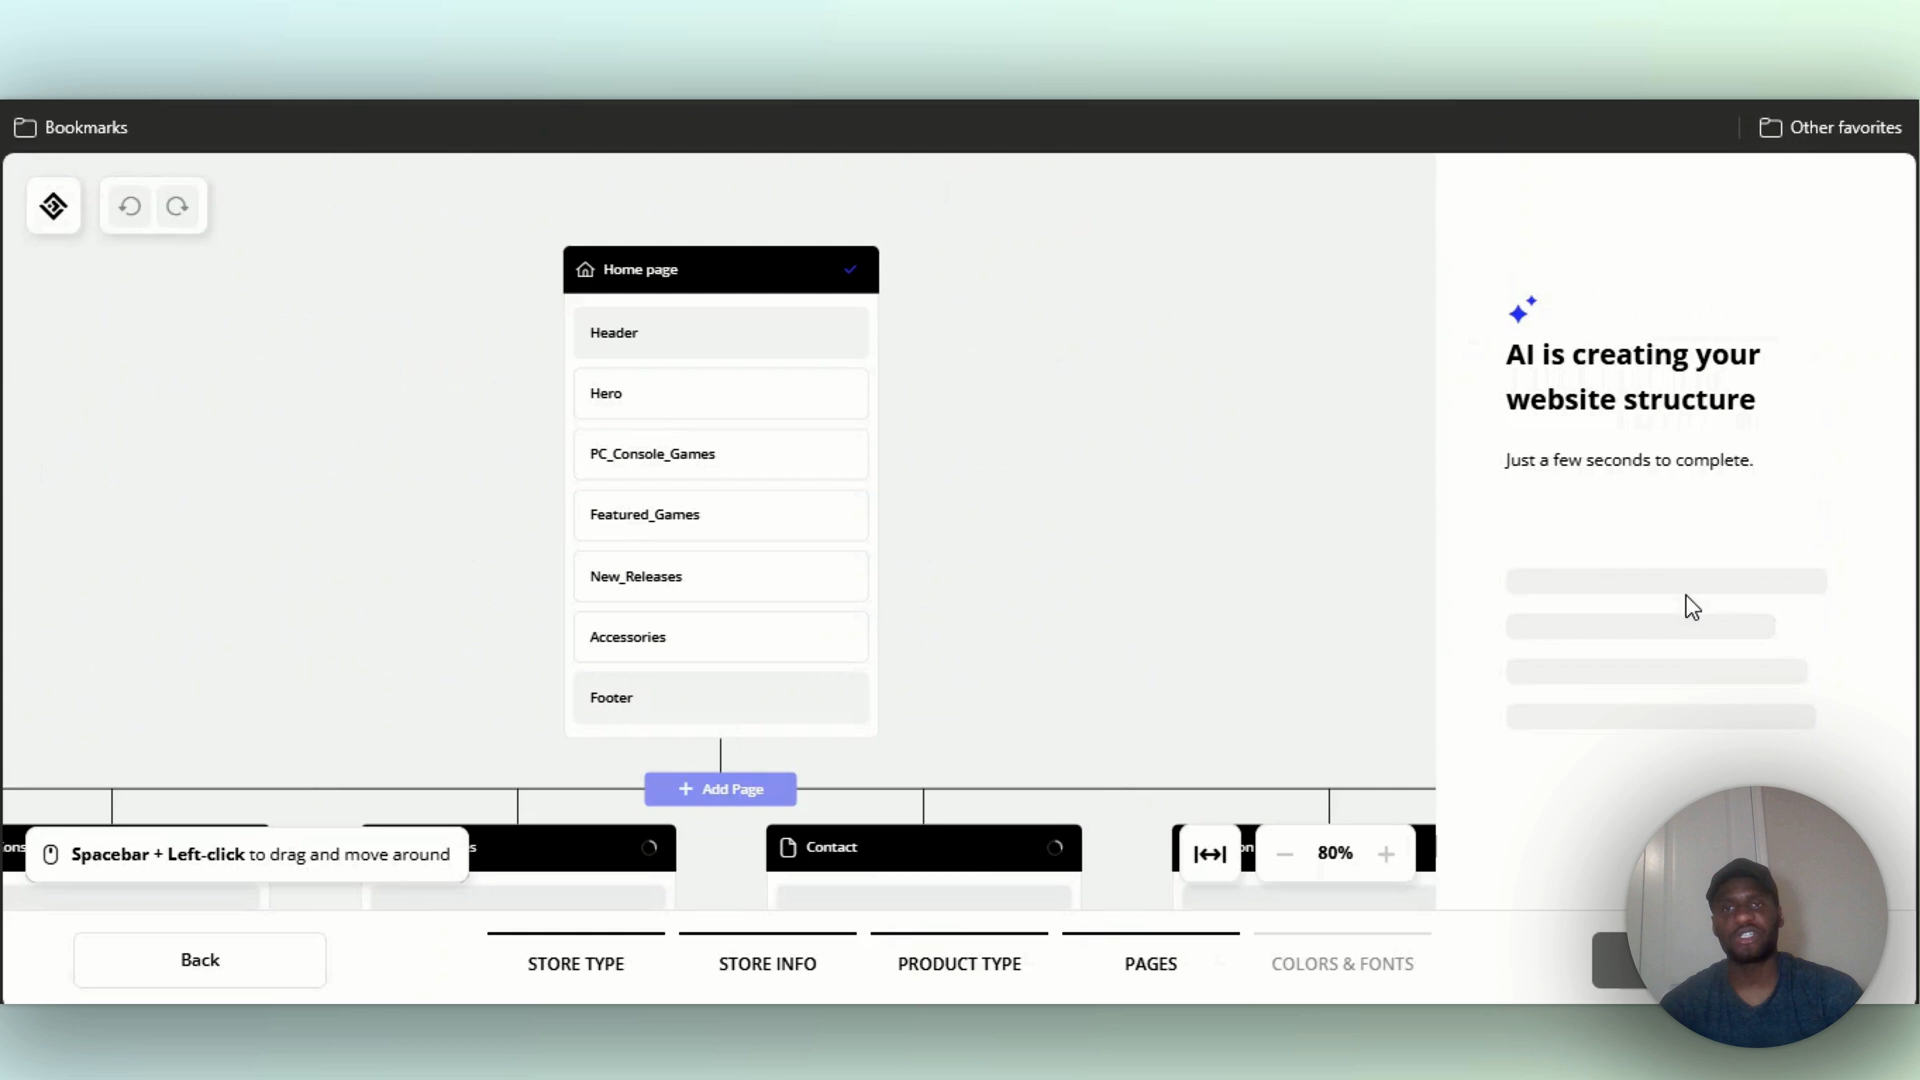 Bookmarks
Other favorites
Home page
Header
Hero
PC_Console_Games
Featured_Games
New_Releases
Accessories
Footer
+ Add Page
AI is creating your
website structure
Just a few seconds to complete.
Contact
Spacebar + Left-click to drag and move around
80%
Back
STORE TYPE
STORE INFO
PRODUCT TYPE
PAGES
COLORS & FONTS